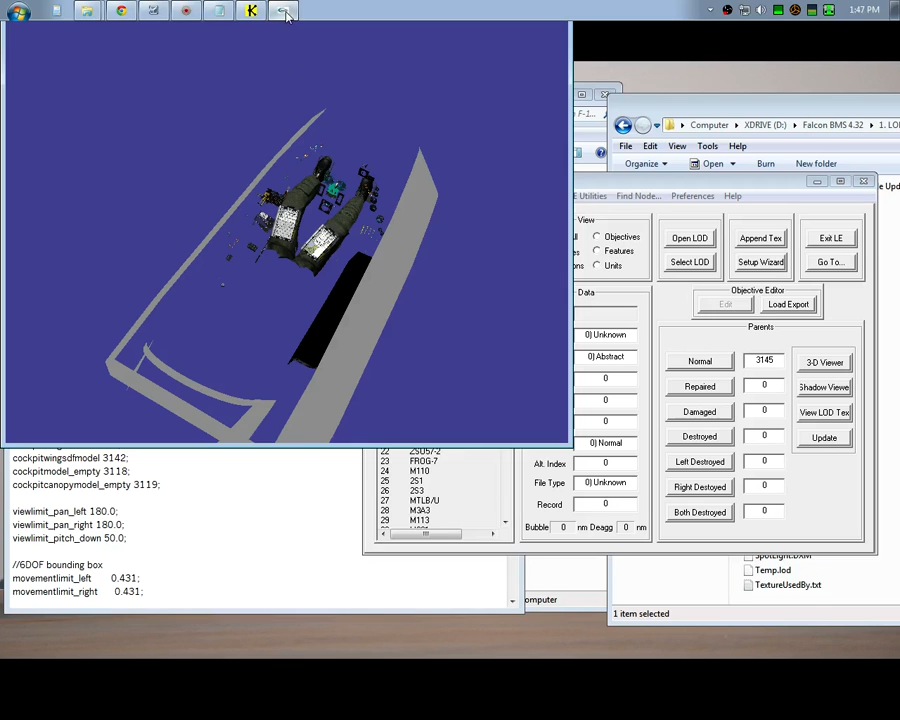 K
1:47 PM
h F-1
Computer
XDRIVE (D:)
Falcon BMS 4.32
1. LO
File Edit View Tools Help
Organize Open Burn New folder
e Upd
E Utilities Find Node... Preferences Help
View
Objectives
Features
Units
Open LOD Append Tex Exit LE
Select LOD Setup Wizard Go To...
Objective Editor
Edit Load Export
Data
0) Unknown
0) Abstract
0
0
0
0) Normal
Alt. Index 0
File Type 0) Unknown
Record 0
Bubble 0 nm Deagg 0 nm
Parents
Normal 3145 3-D Viewer
Repaired 0 Shadow Viewe
Damaged 0 View LOD Tex
Destroyed 0 Update
Left Destroyed 0
Right Destroyed 0
Both Destroyed 0
22 ZSU57-2
23 FROG-7
24 M110
25 2S1
26 2S3
27 MTLB/U
28 M3A3
29 M113
cockpitwingsdfmodel 3142;
cockpitmodel_empty 3118;
cockpitcanopymodel_empty 3119;
viewlimit_pan_left 180.0;
viewlimit_pan_right 180.0;
viewlimit_pitch_down 50.0;
//6DOF bounding box
movementlimit_left 0.431;
movementlimit_right 0.431;
omputer
Temp.lod
TextureUsedBy.txt
1 item selected